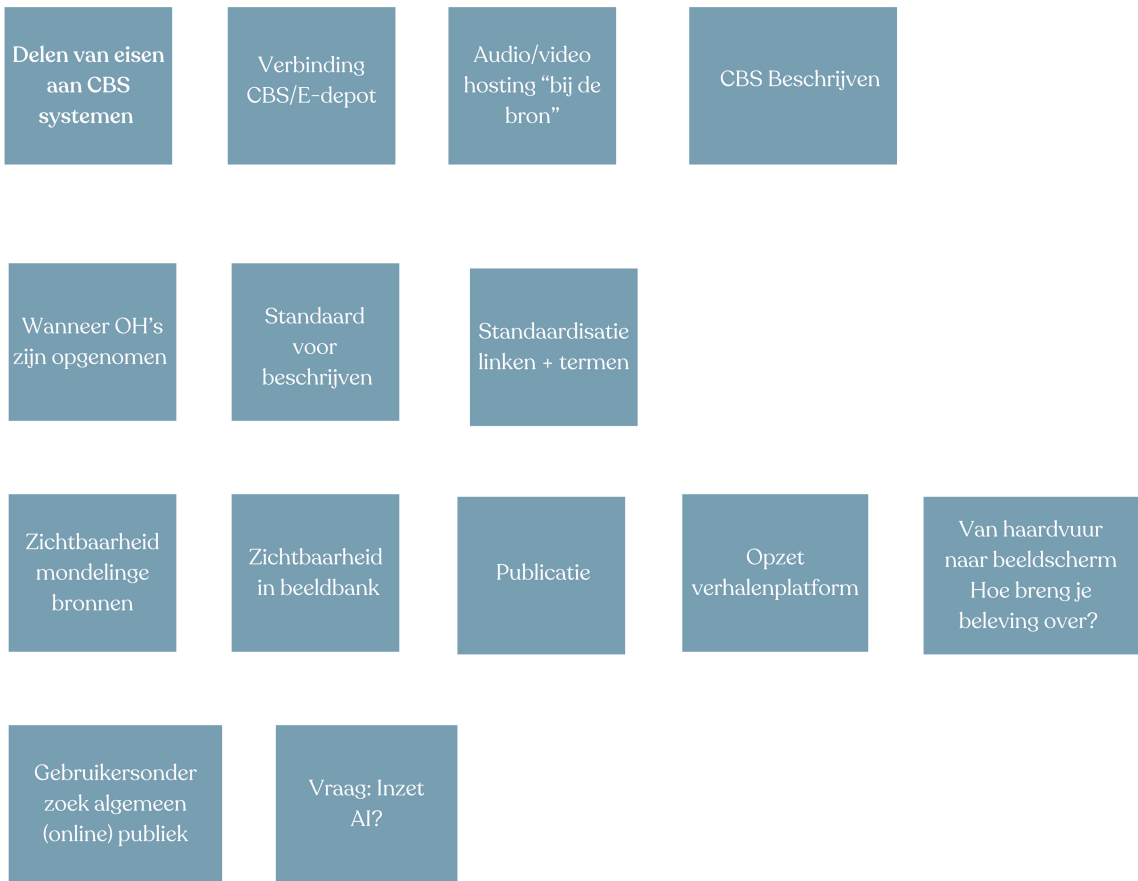 Delen van eisen
aan CBS
systemen
Verbinding
CBS/E-depot
Audio/video
hosting “bij de
bron”
CBS Beschrijven
Wanneer OH’s
zijn opgenomen
Standaard
voor
beschrijven
Standaardisatie
linken + termen
Zichtbaarheid
mondelinge
bronnen
Zichtbaarheid
in beeldbank
Publicatie
Opzet
verhalenplatform
Van haardvuur
naar beeldscherm
Hoe breng je
beleving over?
Gebruikersonder
zoek algemeen
(online) publiek
Vraag: Inzet
AI?